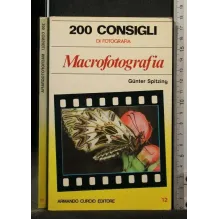 200 CONSIGLI
DI FOTOGRAFIA
Macrofotografia
Günter Spitzing
ARMANDO CURCIO EDITORE
12